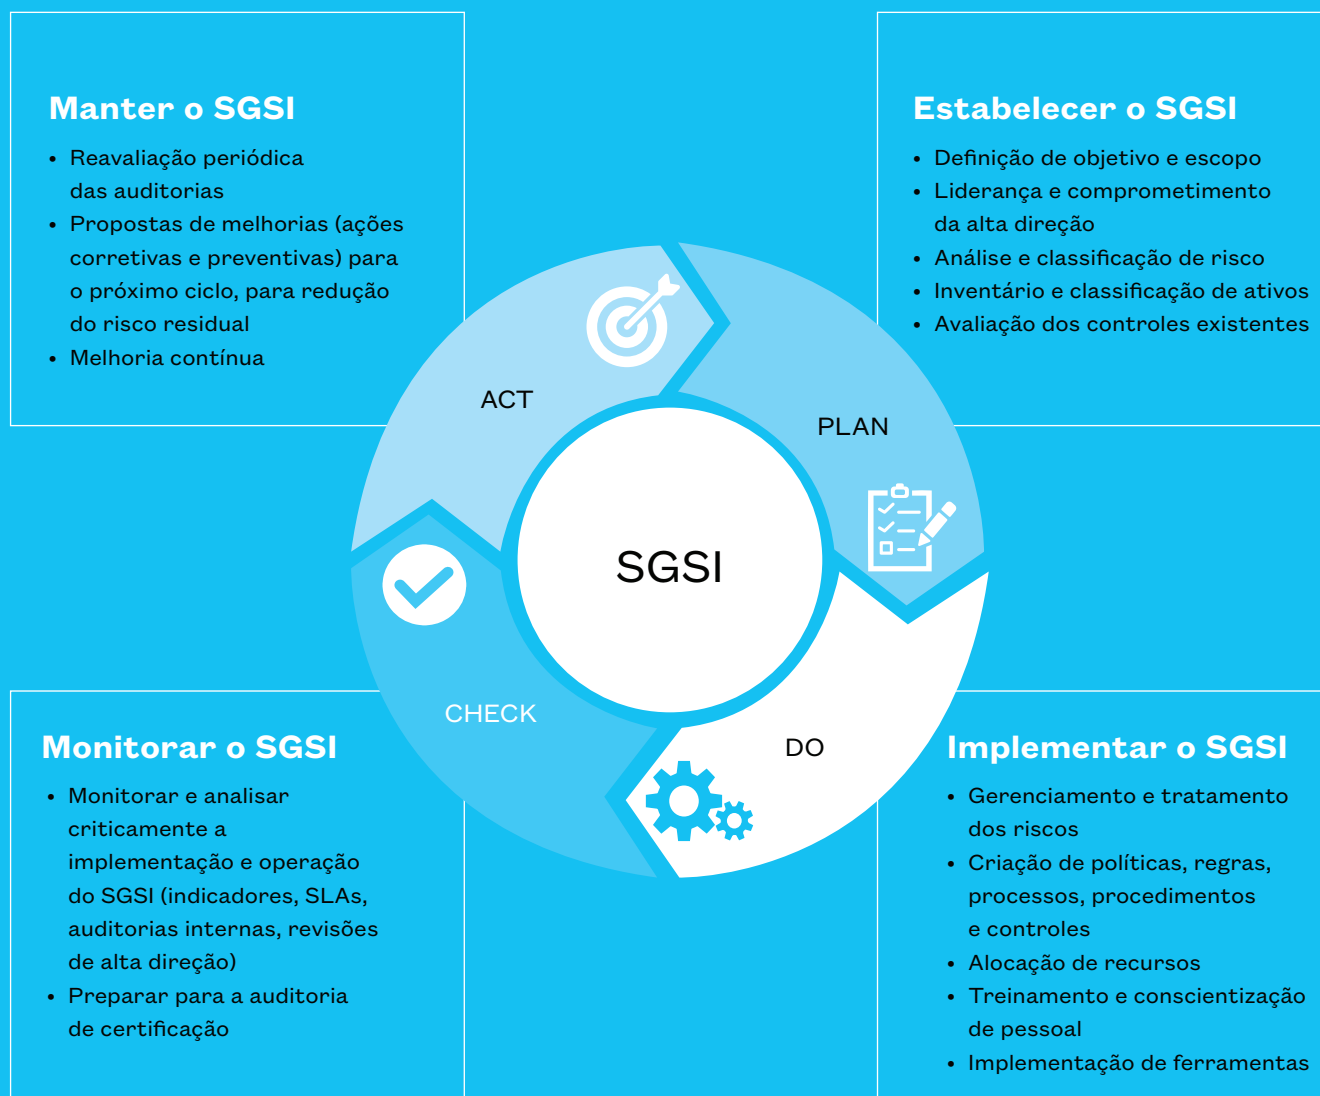 Manter o SGSI
• Reavaliação periódica
das auditorias
• Propostas de melhorias (ações
corretivas e preventivas) para
o próximo ciclo, para redução
do risco residual
• Melhoria contínua
Estabelecer o SGSI
• Definição de objetivo e escopo
• Liderança e comprometimento
da alta direção
• Análise e classificação de risco
• Inventário e classificação de ativos
• Avaliação dos controles existentes
ACT
PLAN
SGSI
CHECK
DO
Monitorar o SGSI
• Monitorar e analisar
criticamente a
implementação e operação
do SGSI (indicadores, SLAs,
auditorias internas, revisões
de alta direção)
• Preparar para a auditoria
de certificação
Implementar o SGSI
• Gerenciamento e tratamento
dos riscos
• Criação de políticas, regras,
processos, procedimentos
e controles
• Alocação de recursos
• Treinamento e conscientização
de pessoal
• Implementação de ferramentas